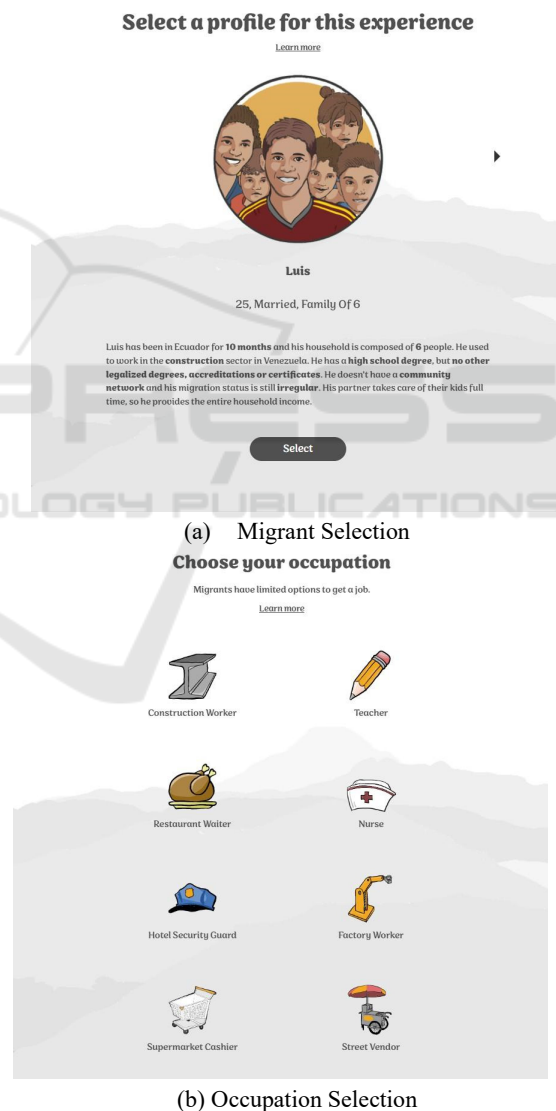 Select a profile for this experience
Learn more
Luis
25, Married, Family Of 6
Luis has been in Ecuador for 10 months and his household is composed of 6 people. He used
to work in the construction sector in Venezuela. He has a high school degree, but no other
legalized degrees, accreditations or certificates. He doesn't have a community
network and his migration status is still irregular. His partner takes care of their kids full
time, so he provides the entire household income.
PRESS
Select
OLOGY PUBLICATIONS
(a) Migrant Selection
Choose your occupation
Migrants have limited options to get a job.
Learn more
Construction Worker
Teacher
Restaurant Waiter
Nurse
Hotel Security Guard
Factory Worker
Supermarket Cashier
Street Vendor
(b) Occupation Selection